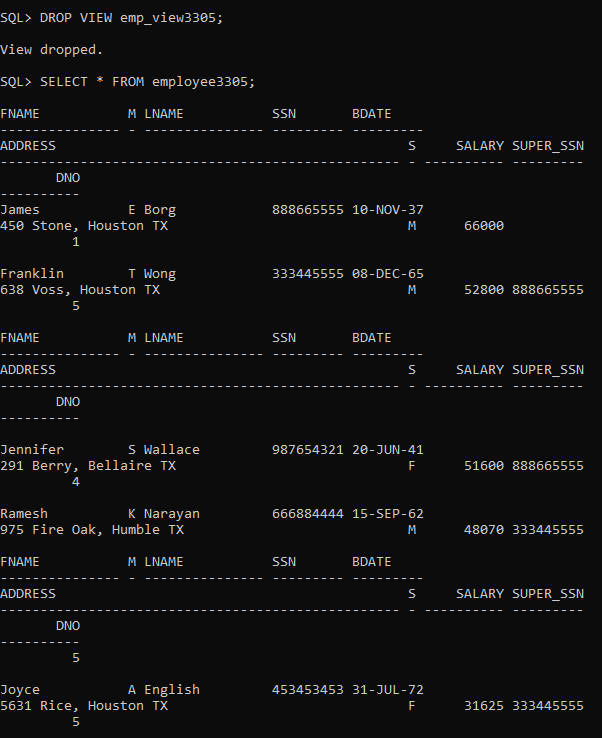 SQL> DROP VIEW emp_view3305;
View dropped.
SQL> SELECT * FROM employee3305;
FNAME           M LNAME           SSN       BDATE
--------------- - --------------- --------- ---------
ADDRESS                                            S     SALARY SUPER_SSN
-------------------------------------------------- - ---------- ---------
       DNO
----------
James           E Borg            888665555 10-NOV-37
450 Stone, Houston TX                              M      66000
         1
Franklin        T Wong            333445555 08-DEC-65
638 Voss, Houston TX                               M      52800 888665555
         5
FNAME           M LNAME           SSN       BDATE
--------------- - --------------- --------- ---------
ADDRESS                                            S     SALARY SUPER_SSN
-------------------------------------------------- - ---------- ---------
       DNO
----------
Jennifer        S Wallace         987654321 20-JUN-41
291 Berry, Bellaire TX                             F      51600 888665555
         4
Ramesh          K Narayan         666884444 15-SEP-62
975 Fire Oak, Humble TX                            M      48070 333445555
FNAME           M LNAME           SSN       BDATE
--------------- - --------------- --------- ---------
ADDRESS                                            S     SALARY SUPER_SSN
-------------------------------------------------- - ---------- ---------
       DNO
----------
         5
Joyce           A English         453453453 31-JUL-72
5631 Rice, Houston TX                              F      31625 333445555
         5